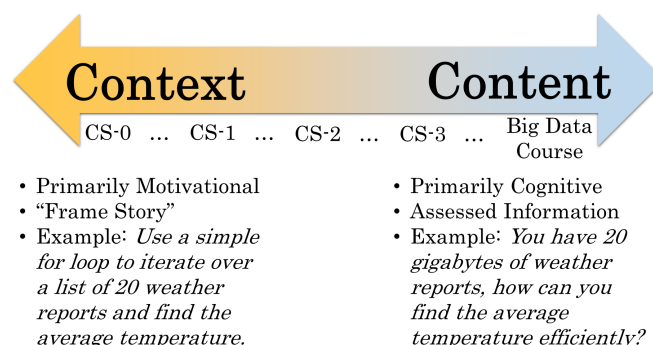 Context
Content
CS-0 ... CS-1 ... CS-2 ... CS-3 ... Big Data
Course
• Primarily Motivational
• “Frame Story”
• Example: Use a simple
for loop to iterate over
a list of 20 weather
reports and find the
average temperature.
• Primarily Cognitive
• Assessed Information
• Example: You have 20
gigabytes of weather
reports, how can you
find the average
temperature efficiently?